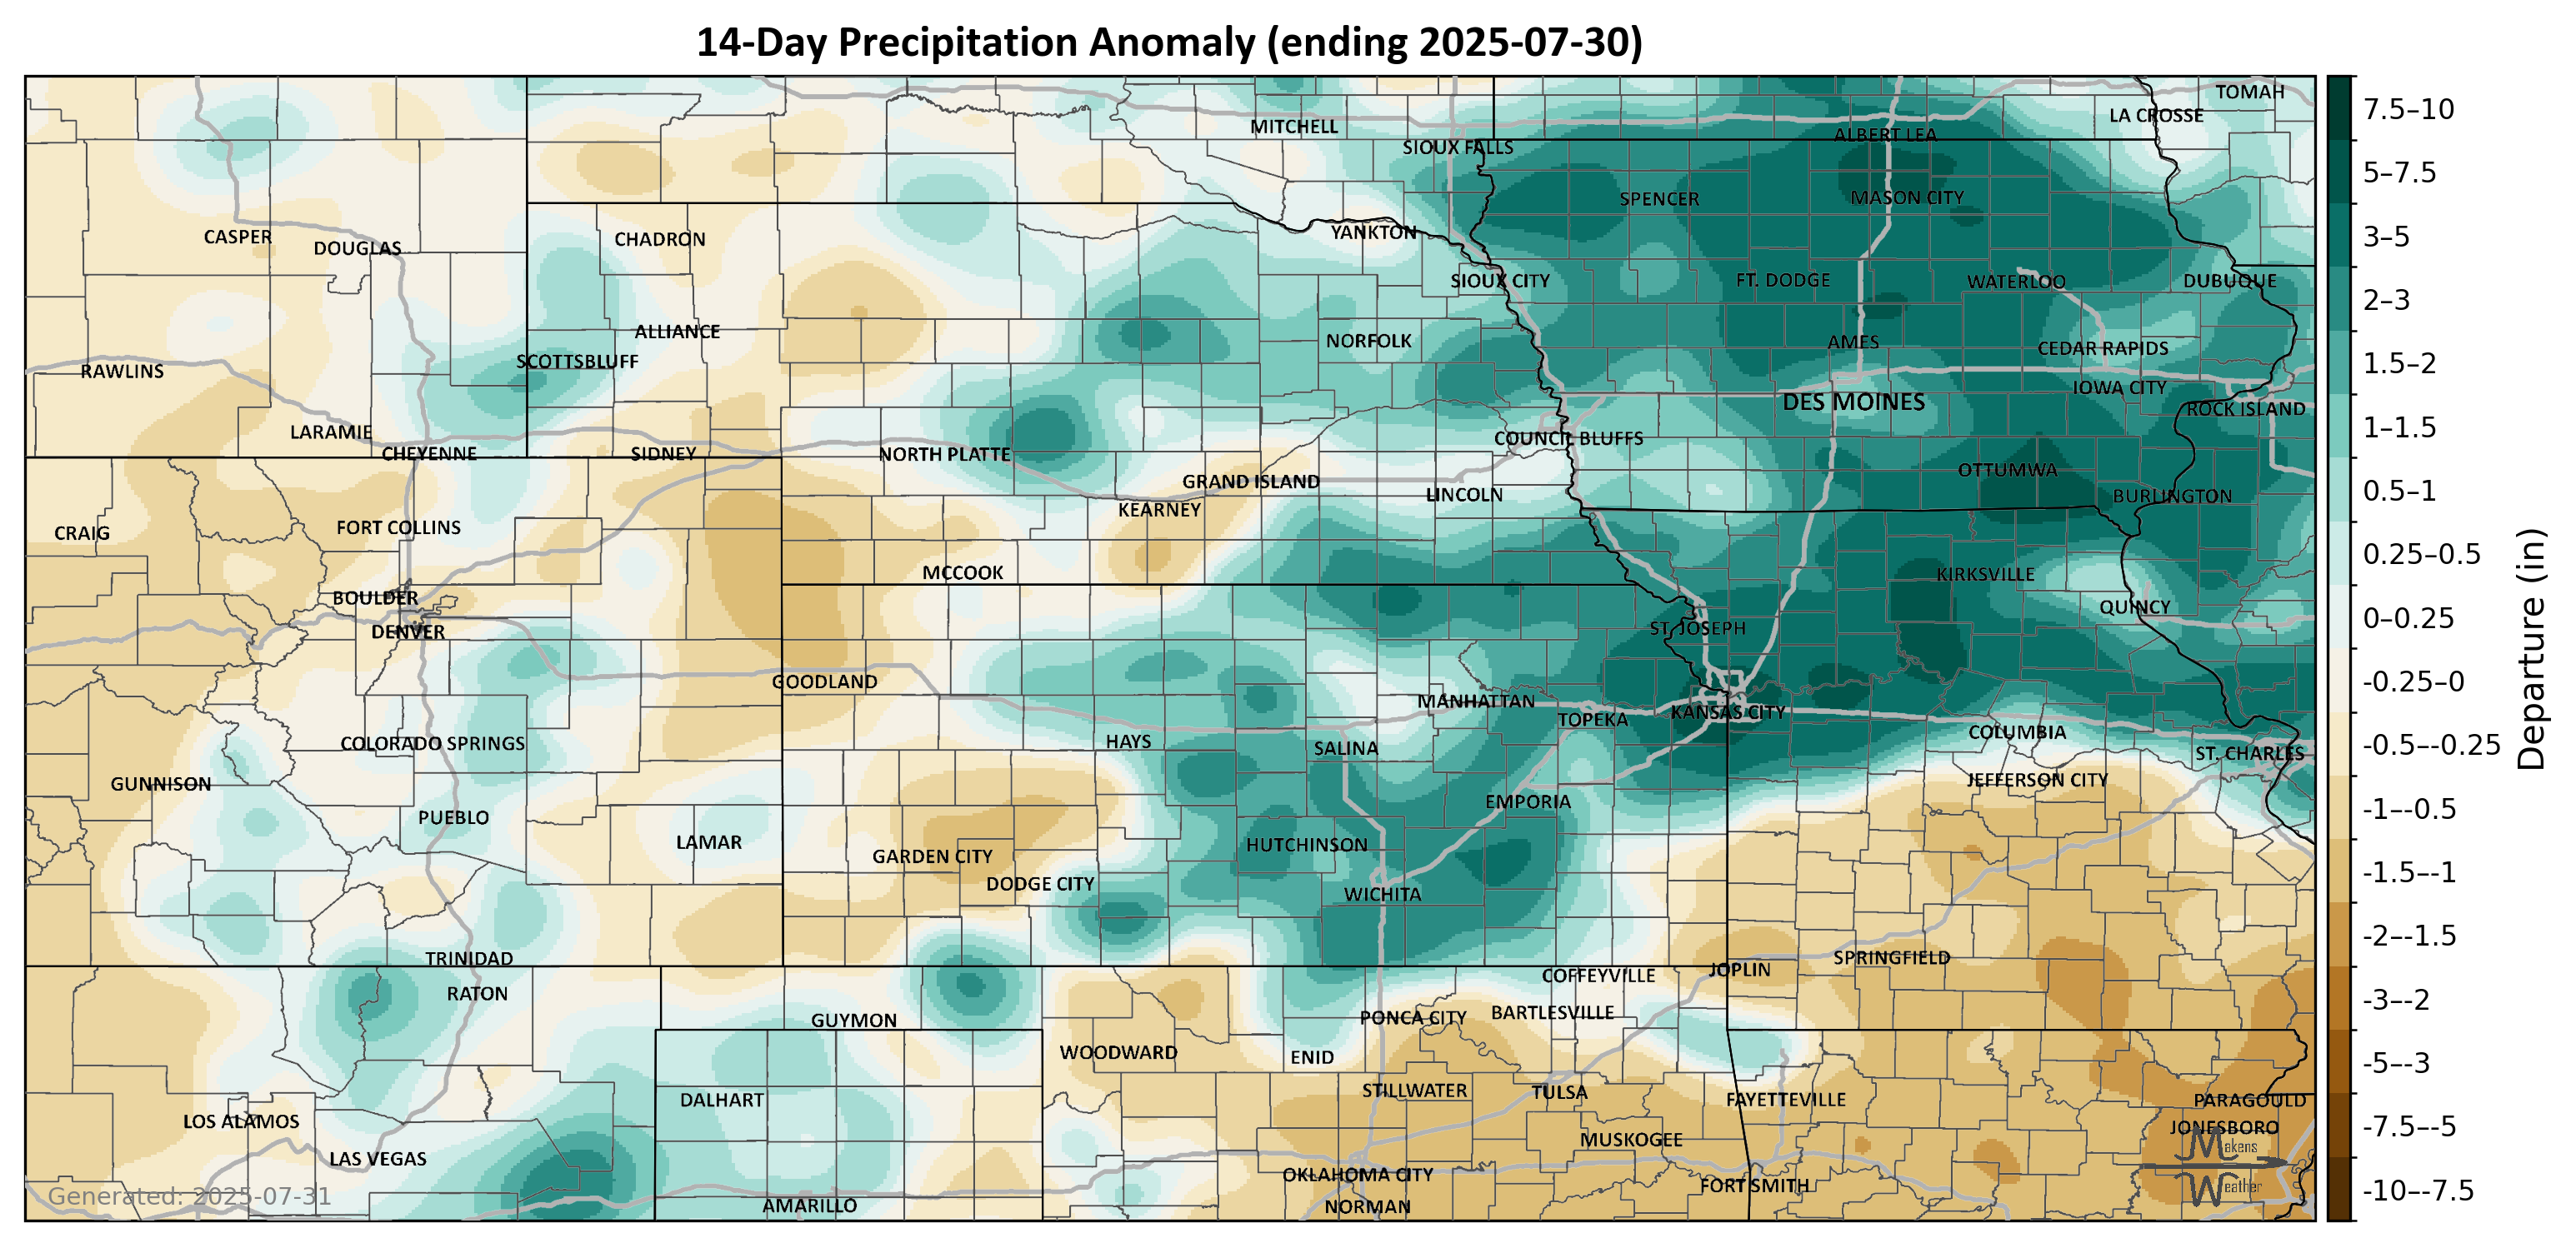 14-Day Precipitation Anomaly (ending 2025-07-30)
TOMAH
LA CROSSE
MITCHELL
ALBERT LEA
SIOUX FALLS
SPENCER
MASON CITY
YANKTON
CASPER
CHADRON
DOUGLAS
SIOUX CITY
FT. DODGE
WATERLOO
DUBUQUE
ALLIANCE
NORFOLK
AMES
CEDAR RAPIDS
SCOTTSBLUFF
RAWLINS
IOWA CITY
DES MOINES
ROCK ISLAND
LARAMIE
COUNCIL BLUFFS
CHEYENNE
SIDNEY
NORTH PLATTE
OTTUMWA
GRAND ISLAND
LINCOLN
BURLINGTON
KEARNEY
CRAIG
FORT COLLINS
MCCOOK
KIRKSVILLE
BOULDER
QUINCY
DENVER
ST. JOSEPH
GOODLAND
MANHATTAN
KANSAS CITY
TOPEKA
COLUMBIA
COLORADO SPRINGS
HAYS
SALINA
ST. CHARLES
GUNNISON
JEFFERSON CITY
EMPORIA
PUEBLO
LAMAR
HUTCHINSON
GARDEN CITY
DODGE CITY
WICHITA
TRINIDAD
SPRINGFIELD
JOPLIN
COFFEYVILLE
RATON
BARTLESVILLE
GUYMON
PONCA CITY
WOODWARD
ENID
STILLWATER
TULSA
DALHART
FAYETTEVILLE
PARAGOULD
LOS ALAMOS
JONESBORO
MUSKOGEE
LAS VEGAS
OKLAHOMA CITY
FORT SMITH
AMARILLO
NORMAN
Makens
Weather
Generated: 2025-07-31
7.5–10
5–7.5
3–5
2–3
1.5–2
1–1.5
0.5–1
0.25–0.5
0–0.25
-0.25–0
-0.5–-0.25
-1–-0.5
-1.5–-1
-2–-1.5
-3–-2
-5–-3
-7.5–-5
-10–-7.5
Departure (in)